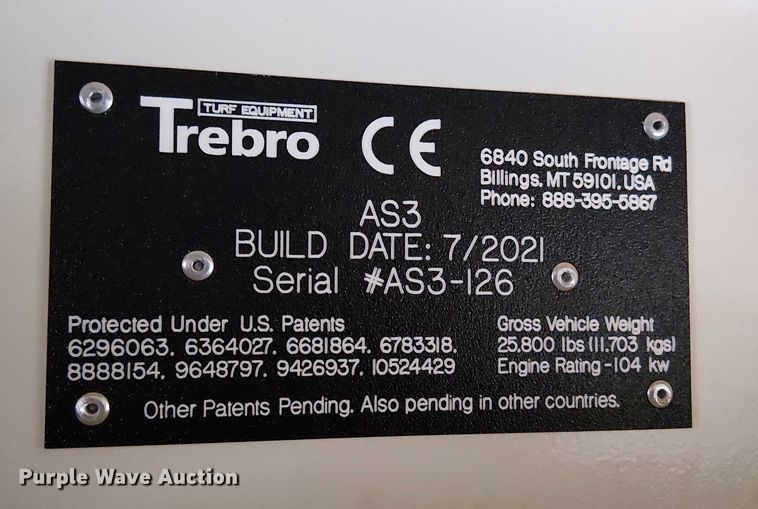 TURF EQUIPMENT
Trebro
CE
6840 South Frontage Rd
Billings, MT 59101, USA
Phone: 888-395-5867
AS3
BUILD DATE: 7/2021
Serial #AS3-126
Protected Under U.S. Patents
6296063, 6364027, 6681864, 6783318,
8888154, 9648797, 9426937, 10524429
Gross Vehicle Weight
25,800 lbs (11,703 kgs)
Engine Rating - 104 kw
Other Patents Pending. Also pending in other countries.
Purple Wave Auction